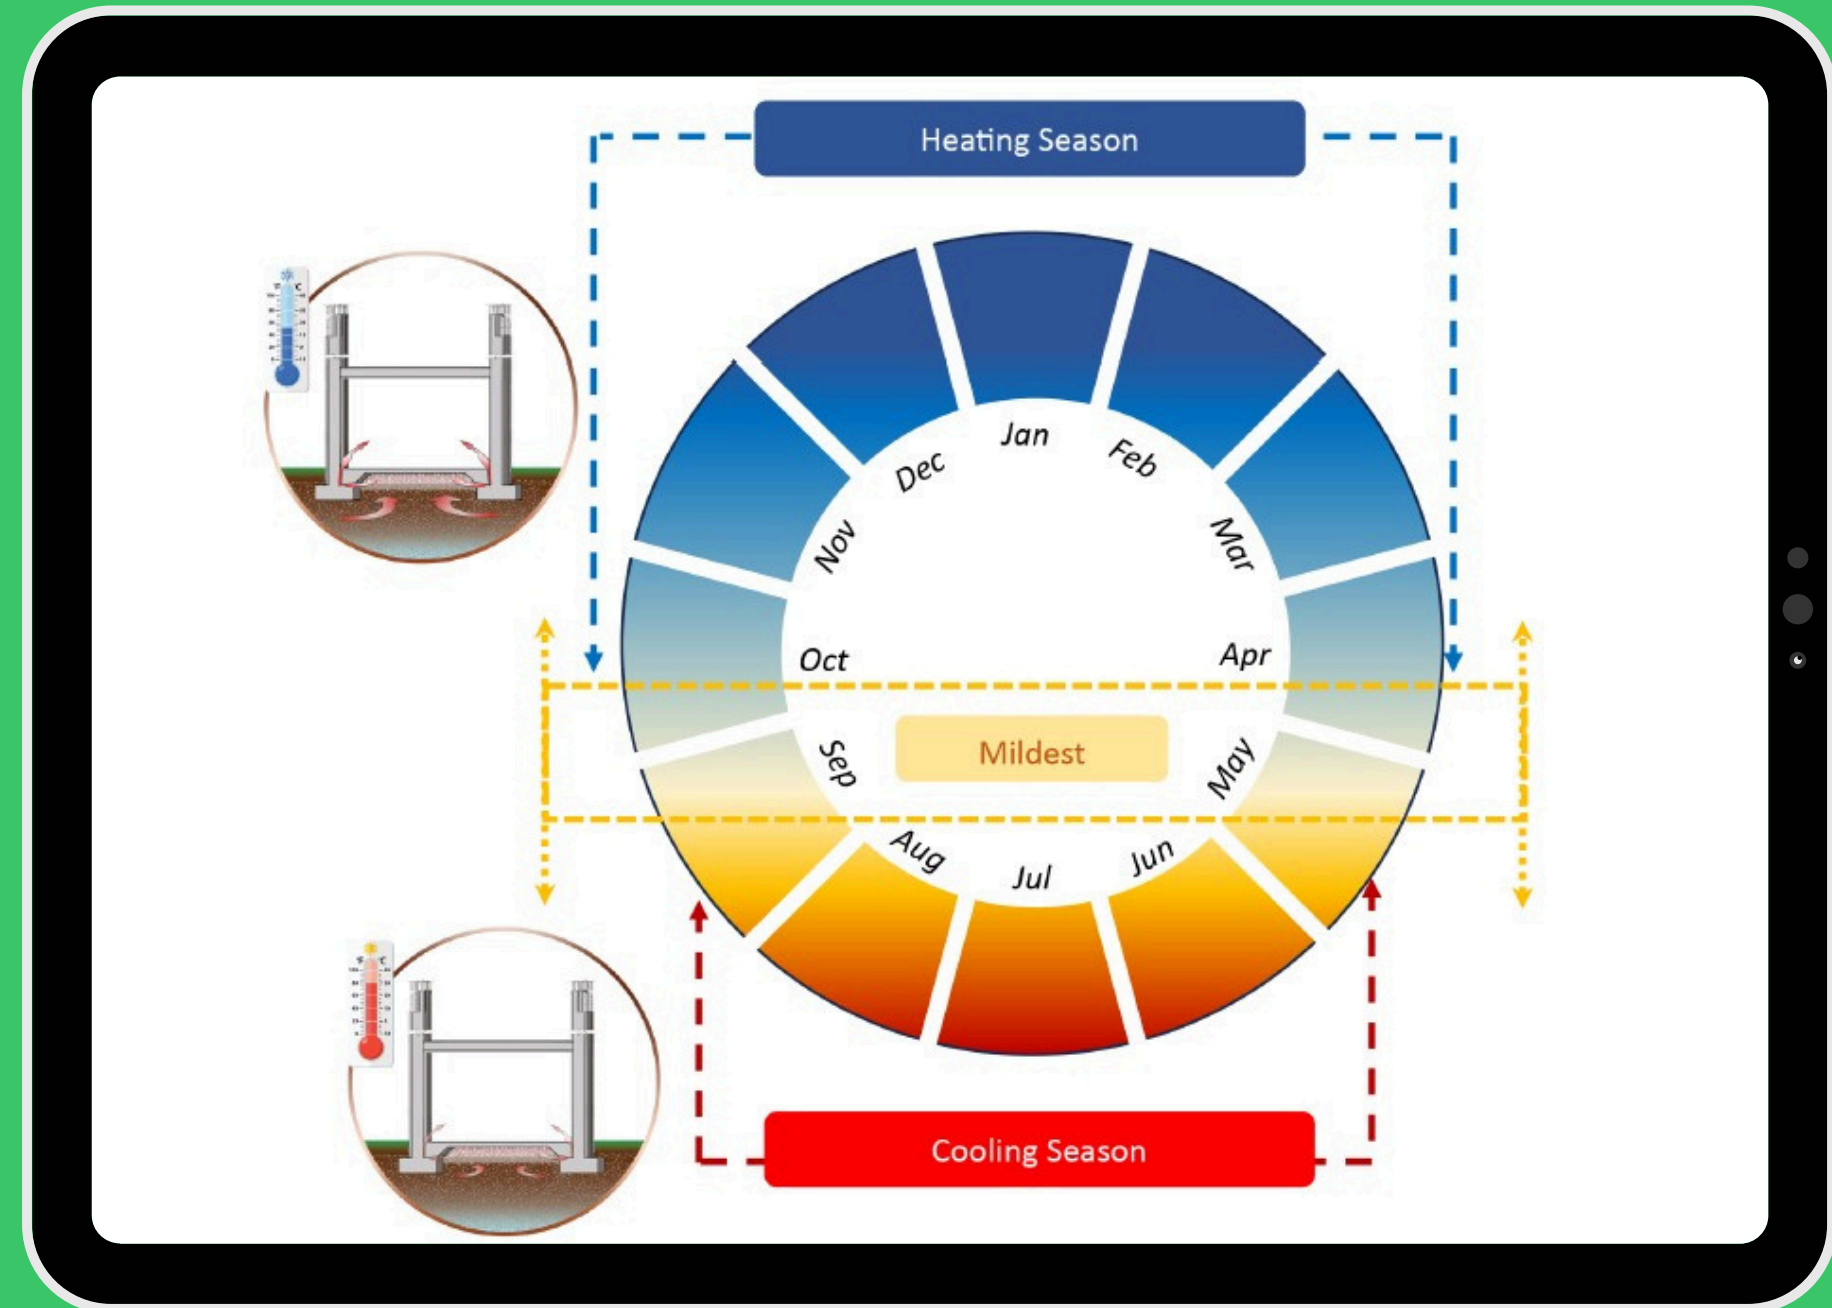 Heating Season
Jan
Feb
Mar
Apr
May
Jun
Jul
Aug
Sep
Oct
Nov
Dec
Mildest
Cooling Season